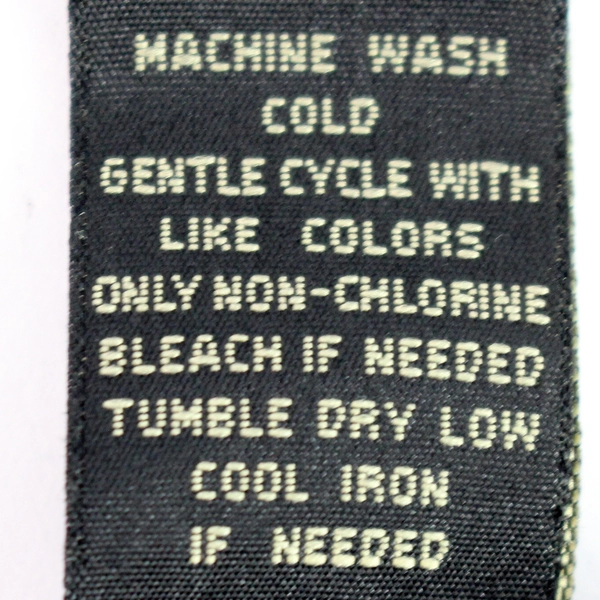 MACHINE WASH
COLD
GENTLE CYCLE WITH
LIKE COLORS
ONLY NON-CHLORINE
BLEACH IF NEEDED
TUMBLE DRY LOW
COOL IRON
IF NEEDED